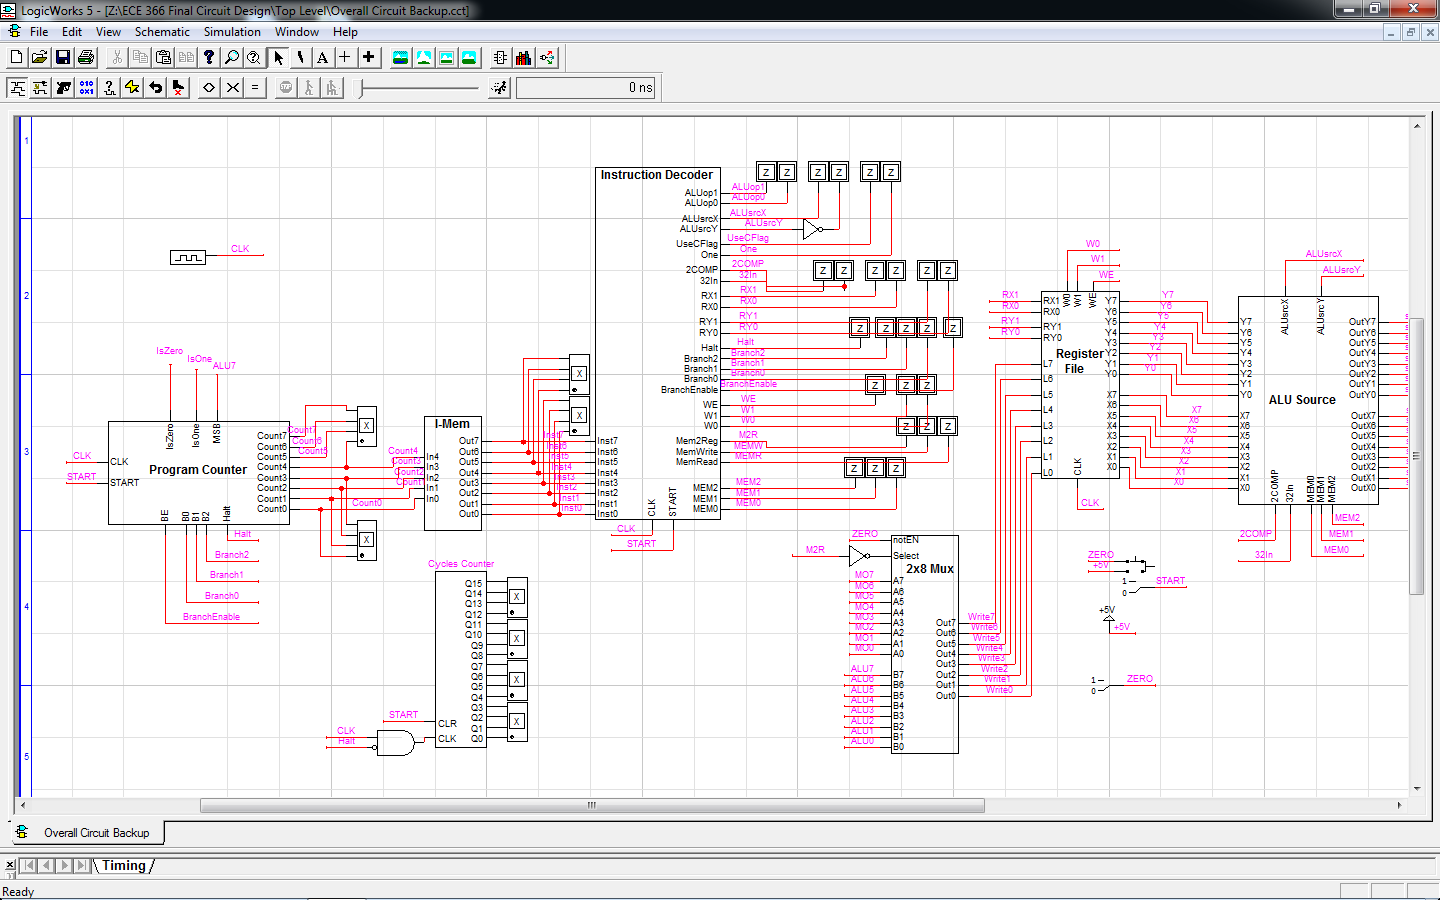 LogicWorks 5 - [Z:\ECE 366 Final Circuit Design\Top Level\Overall Circuit Backup.cct]
File Edit View Schematic Simulation Window Help
0 ns
1
2
3
4
5
CLK
IsZero
IsOne
ALU7
IsZero
IsOne
MSB
Program Counter
CLK
CLK
START
START
Count7
Count6
Count5
Count4
Count3
Count2
Count1
Count0
BE
B0
B1
B2
Halt
Halt
Branch2
Branch1
Branch0
BranchEnable
Count7
Count6
Count5
X
X
Count4
Count3
Count2
Count0
I-Mem
In4
In3
In2
In1
In0
Out7
Out6
Out5
Out4
Out3
Out2
Out1
Out0
X
X
Inst7
Inst6
Inst5
Inst4
Inst3
Inst2
Inst1
Inst0
Instruction Decoder
Inst7
Inst6
Inst5
Inst4
Inst3
Inst2
Inst1
Inst0
CLK
START
CLK
START
ALUop1
ALUop0
ALUsrcX
ALUsrcY
UseCFlag
One
2COMP
32In
RX1
RX0
RY1
RY0
Halt
Branch2
Branch1
Branch0
BranchEnable
WE
W1
W0
Mem2Reg
MemWrite
MemRead
MEM2
MEM1
MEM0
ALUop1
ALUop0
ALUsrcX
ALUsrcY
UseCFlag
One
2COMP
32In
RX1
RX0
RY1
RY0
Halt
Branch2
Branch1
Branch0
BranchEnable
WE
W1
W0
M2R
MEMW
MEMR
MEM2
MEM1
MEM0
Z Z Z Z Z Z
Z Z Z Z Z Z
Z Z Z Z Z
Z Z Z
Z Z Z
Z Z Z
Cycles Counter
Q15
Q14
Q13
Q12
Q11
Q10
Q9
Q8
Q7
Q6
Q5
Q4
Q3
Q2
Q1
Q0
X
X
X
X
START
CLR
CLK
CLK
Halt
ZERO
M2R
notEN
Select
2x8 Mux
MO7
MO6
MO5
MO4
MO3
MO2
MO1
MO0
A7
A6
A5
A4
A3
A2
A1
A0
ALU7
ALU6
ALU5
ALU4
ALU3
ALU2
ALU1
ALU0
B7
B6
B5
B4
B3
B2
B1
B0
Out7
Out6
Out5
Out4
Out3
Out2
Out1
Out0
Write7
Write6
Write5
Write4
Write3
Write2
Write1
Write0
W0
W1
WE
RX1
RX0
RY1
RY0
RX1
RX0
RY1
RY0
W0
W1
WE
Register
File
L7
L6
L5
L4
L3
L2
L1
L0
CLK
CLK
Y7
Y6
Y5
Y4
Y3
Y2
Y1
Y0
X7
X6
X5
X4
X3
X2
X1
X0
Y7
Y6
Y5
Y4
Y3
Y2
Y1
Y0
X7
X6
X5
X4
X3
X2
X1
X0
ALUsrcX
ALUsrcY
ALUsrcX
ALUsrcY
ALU Source
Y7
Y6
Y5
Y4
Y3
Y2
Y1
Y0
X7
X6
X5
X4
X3
X2
X1
X0
OutY7
OutY6
OutY5
OutY4
OutY3
OutY2
OutY1
OutY0
OutX7
OutX6
OutX5
OutX4
OutX3
OutX2
OutX1
OutX0
2COMP
32In
MEM0
MEM1
MEM2
2COMP
32In
MEM2
MEM1
MEM0
ZERO
+5V
1
0
START
+5V
+5V
1
0
ZERO
Overall Circuit Backup
Timing
Ready